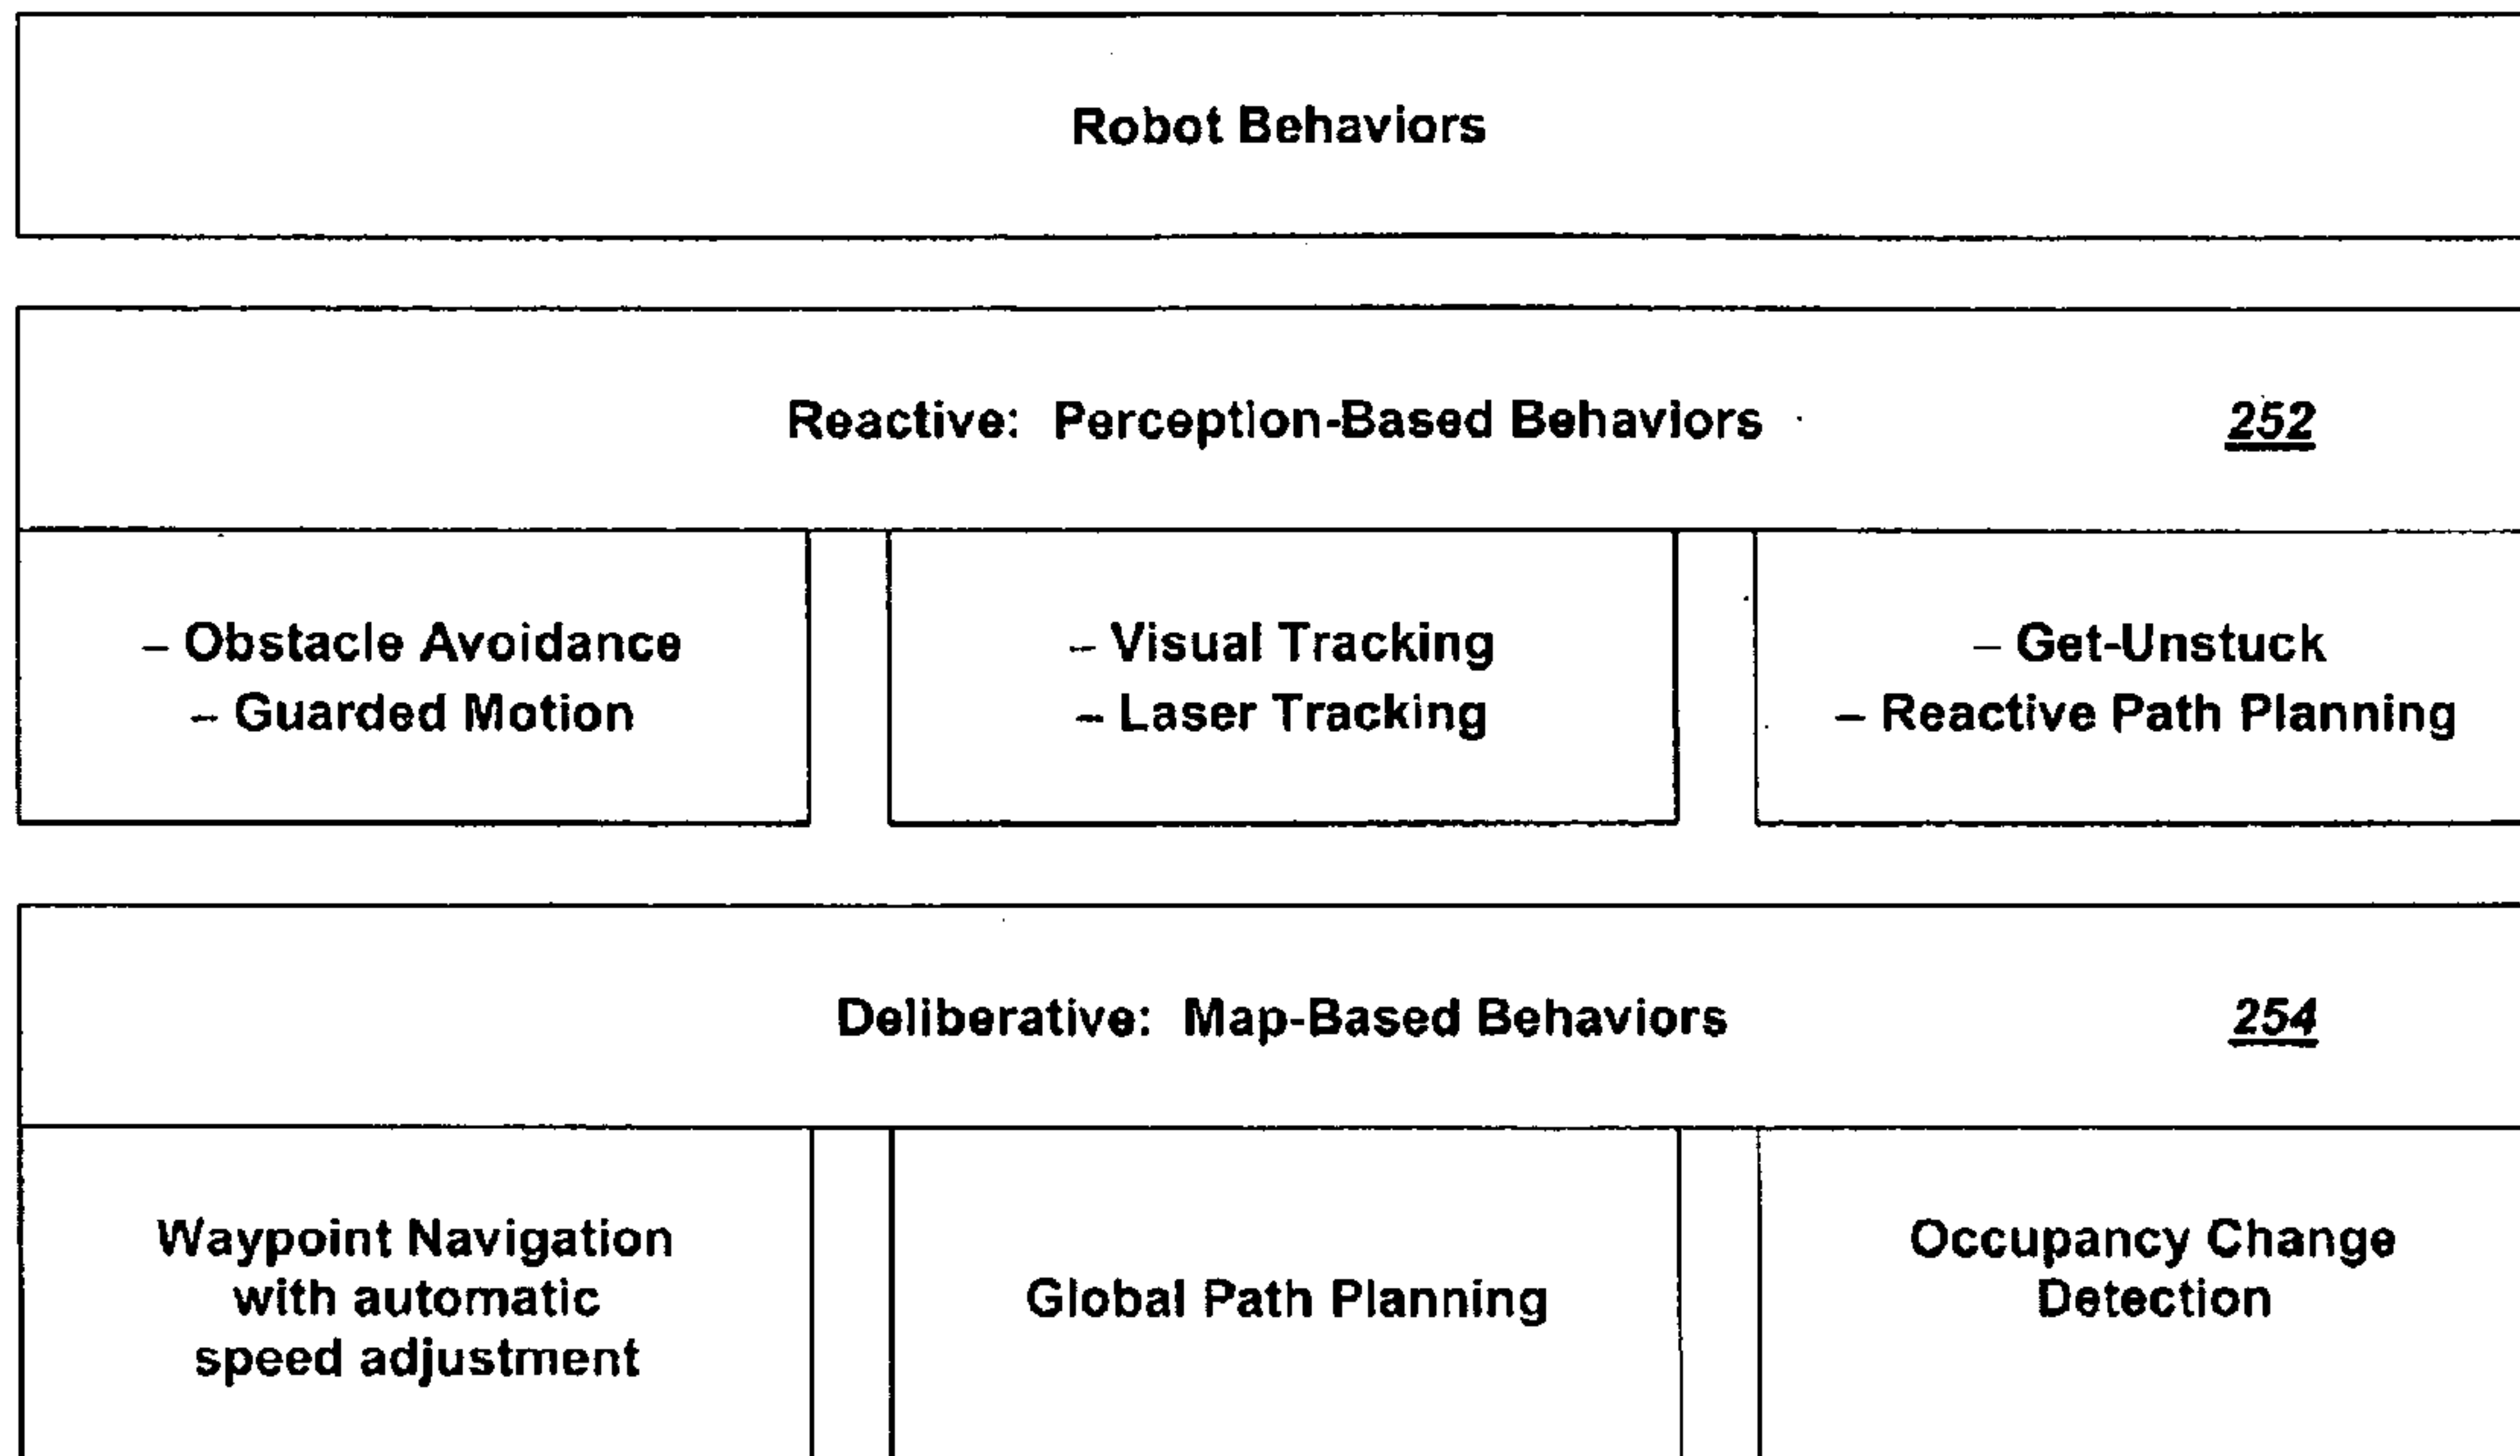 Robot Behaviors
Reactive: Perception-Based Behaviors 252
– Obstacle Avoidance
– Guarded Motion
– Visual Tracking
– Laser Tracking
– Get-Unstuck
– Reactive Path Planning
Deliberative: Map-Based Behaviors 254
Waypoint Navigation
with automatic
speed adjustment
Global Path Planning
Occupancy Change
Detection